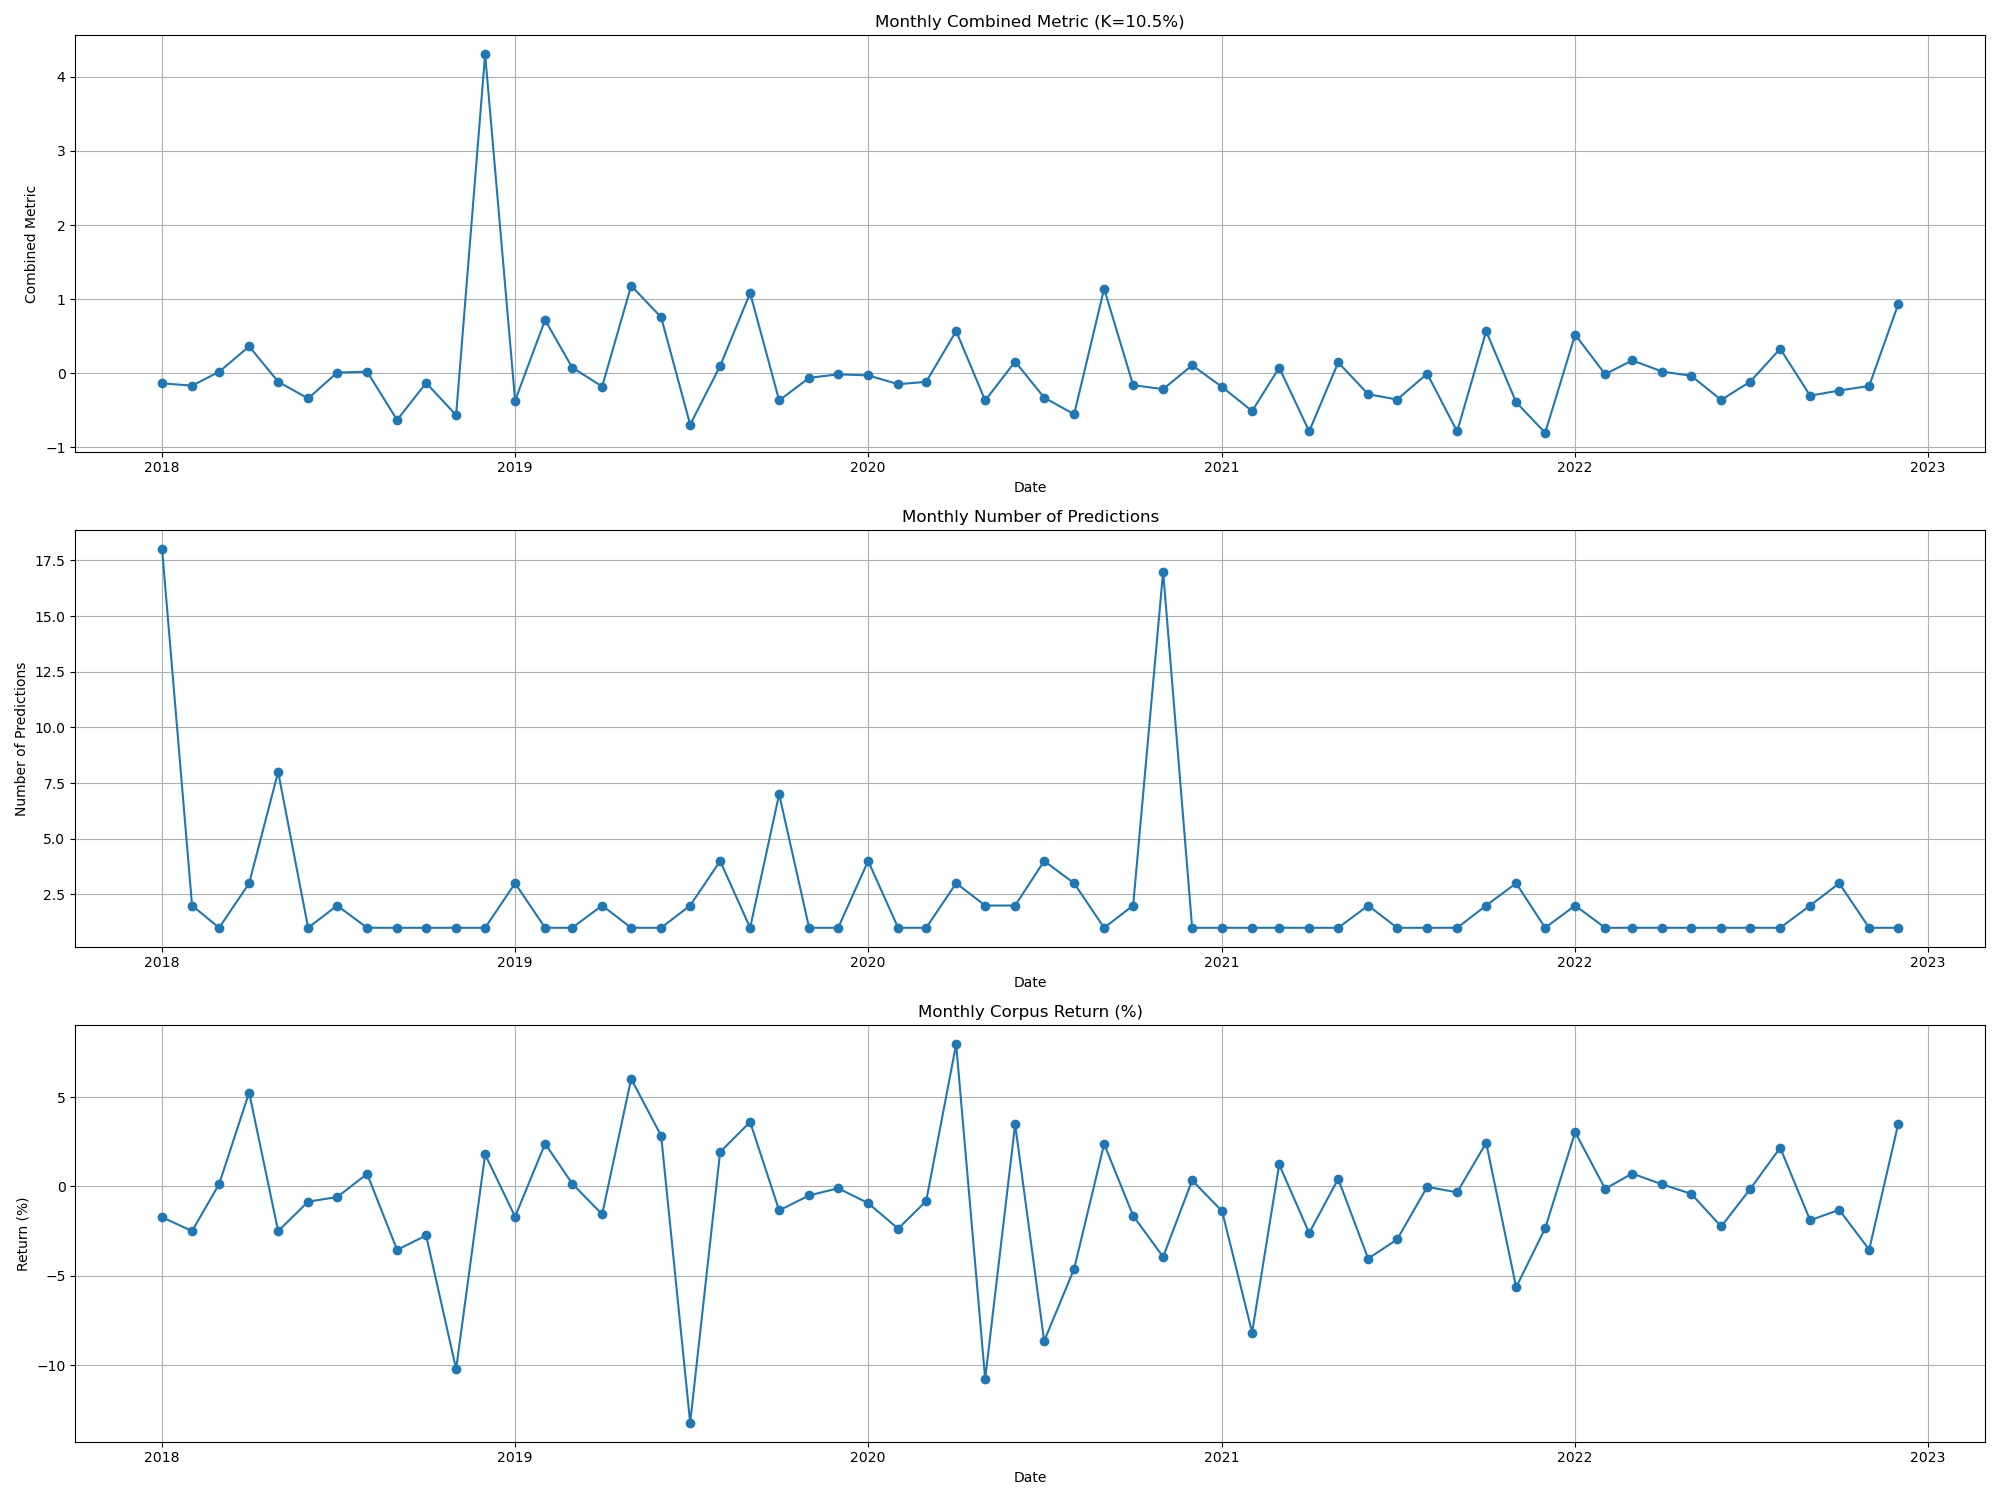 Monthly Combined Metric (K=10.5%)
4
3
2
1
0
−1
Combined Metric
2018 2019 2020 2021 2022 2023
Date
Monthly Number of Predictions
17.5
15.0
12.5
10.0
7.5
5.0
2.5
Number of Predictions
2018 2019 2020 2021 2022 2023
Date
Monthly Corpus Return (%)
5
0
−5
−10
Return (%)
2018 2019 2020 2021 2022 2023
Date